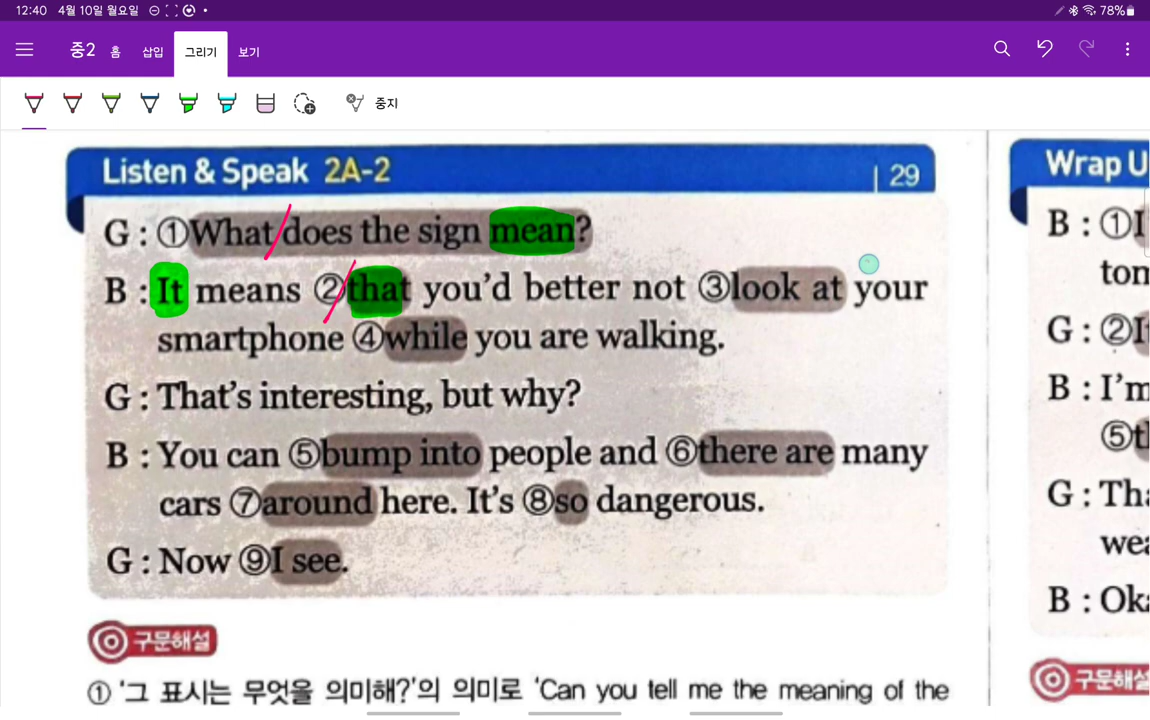 12:40 4월 10일 월요일 78%
중2 홈 삽입 그리기 보기
중지
Listen & Speak 2A-2 | 29
G : ①What does the sign mean?
B : It means ②that you'd better not ③look at your
smartphone ④while you are walking.
G : That's interesting, but why?
B : You can ⑤bump into people and ⑥there are many
cars ⑦around here. It's ⑧so dangerous.
G : Now ⑨I see.
구문해설
① '그 표시는 무엇을 의미해?'의 의미로 'Can you tell me the meaning of the
Wrap U
B : ①I
tom
G : ②It
B : I'm
⑤th
G : Tha
wea
B : Oka
구문해설